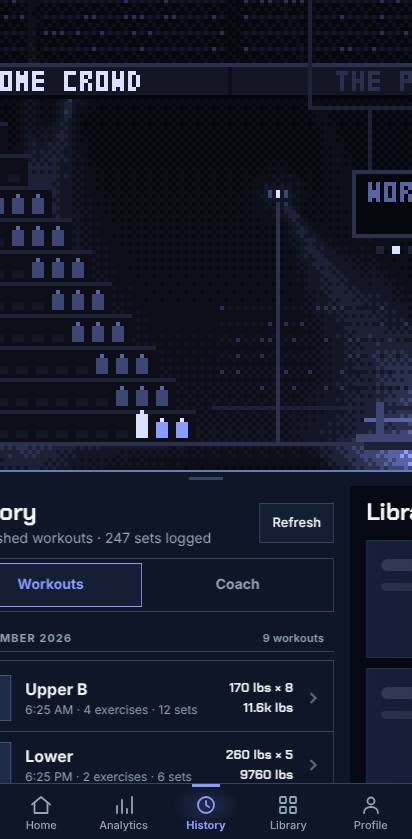 OME CROWD
THE P
WOR
ory
shed workouts · 247 sets logged
Refresh
Libra
Workouts
Coach
MBER 2026
9 workouts
Upper B
170 lbs × 8
6:25 AM · 4 exercises · 12 sets
11.6k lbs
Lower
260 lbs × 5
6:25 PM · 2 exercises · 6 sets
9760 lbs
Home
Analytics
History
Library
Profile